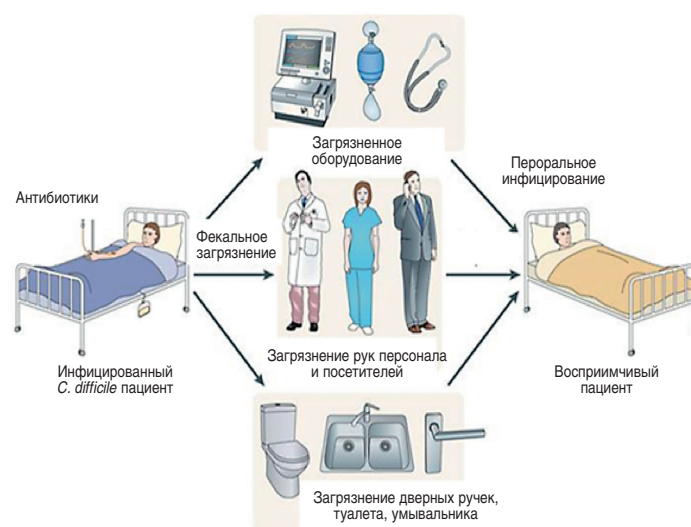 Загрязненное
оборудование
Пероральное
инфицирование
Антибиотики
Фекальное
загрязнение
Загрязнение рук персонала
и посетителей
Инфицированный
C. difficile пациент
Восприимчивый
пациент
Загрязнение дверных ручек,
туалета, умывальника